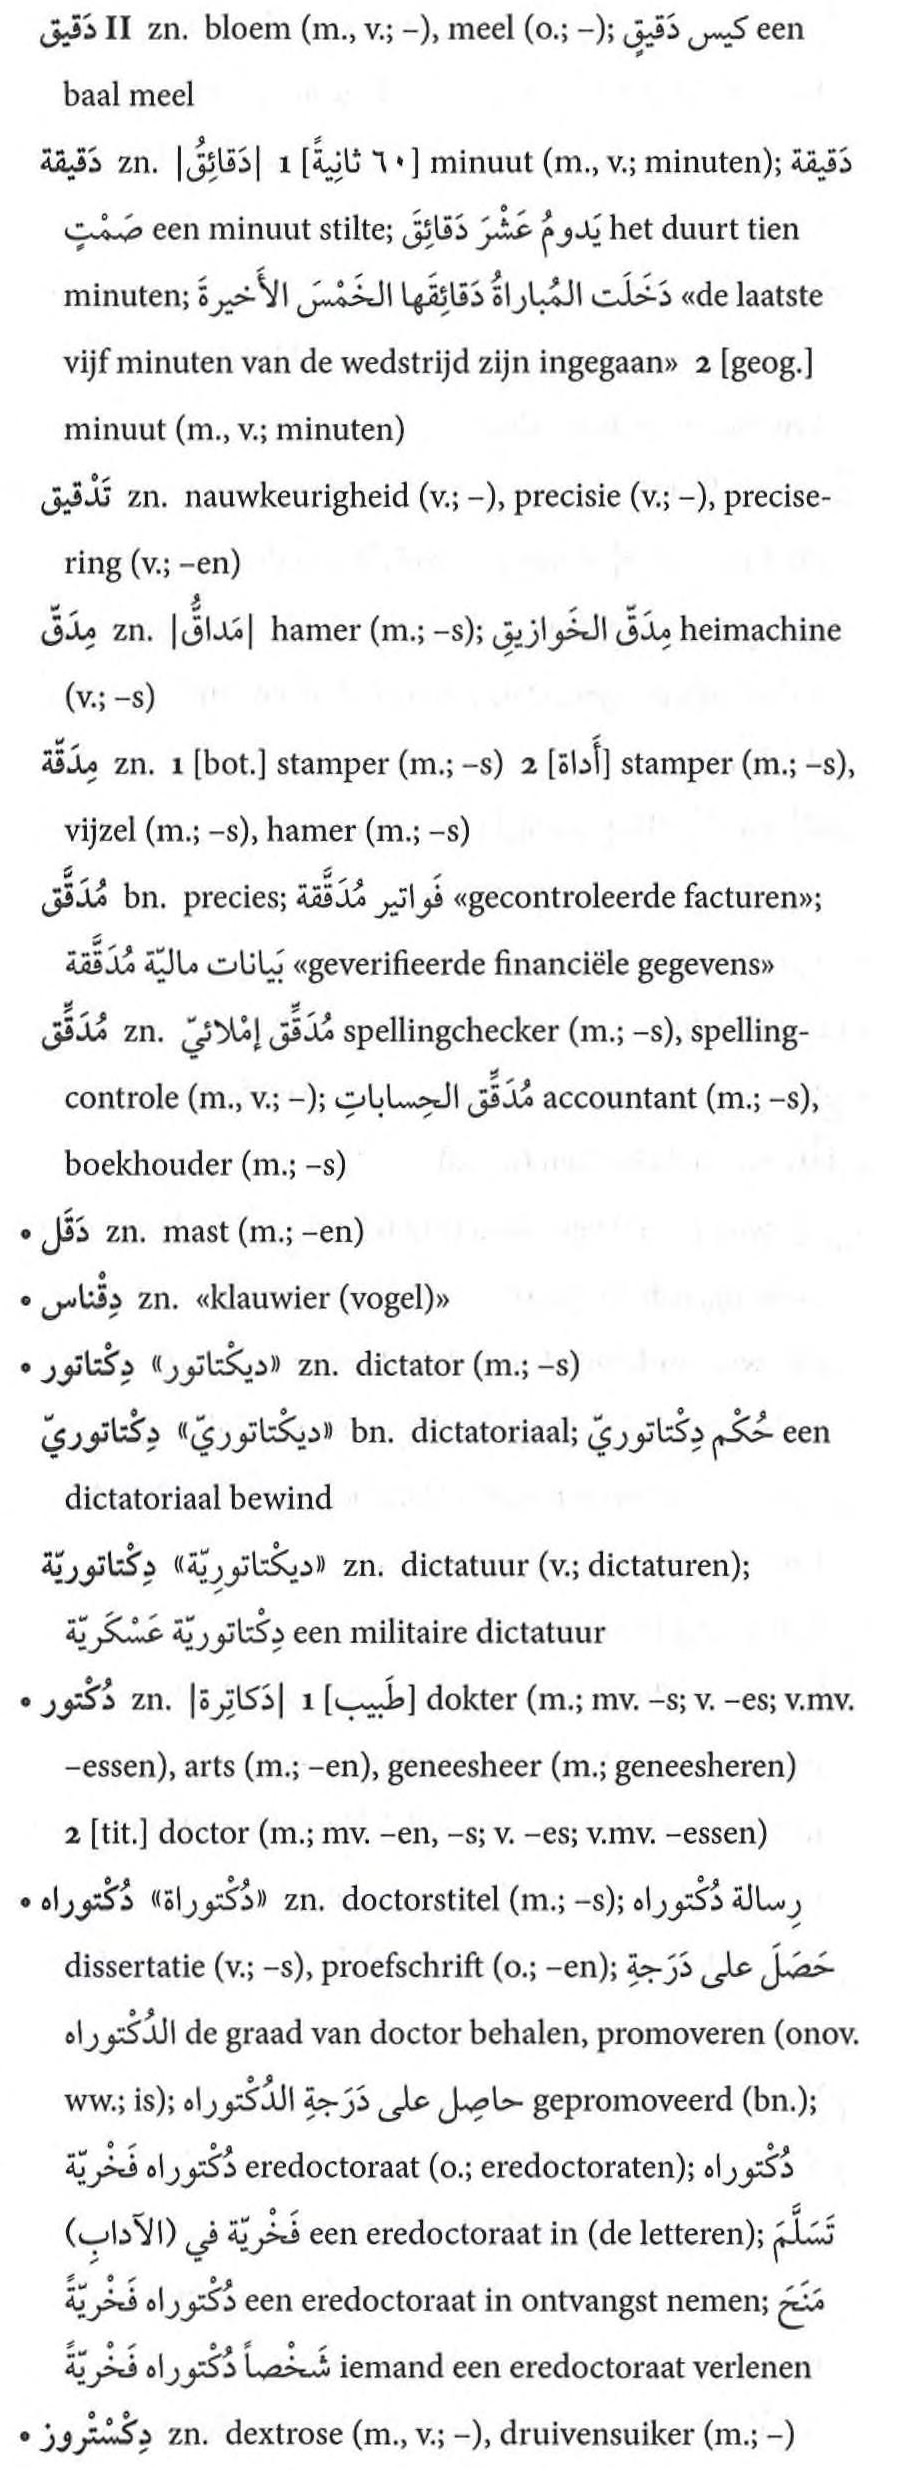 دَقيق II zn. bloem (m., v.; –), meel (o.; –); كيس دَقيقٍ een
baal meel
دَقيقة zn. |دَقائِقُ| 1 [٦٠ ثانِيةً] minuut (m., v.; minuten); دَقيقة
صَمْتٍ een minuut stilte; يَدومُ عَشْرَ دَقائِقَ het duurt tien
minuten; دَخَلَت المُباراةُ دَقائِقَها الخَمْسَ الأَخيرةَ «de laatste
vijf minuten van de wedstrijd zijn ingegaan» 2 [geog.]
minuut (m., v.; minuten)
تَدْقيق zn. nauwkeurigheid (v.; –), precisie (v.; –), precise-
ring (v.; –en)
مِدَقّ zn. |مَداقُّ| hamer (m.; –s); مِدَقّ الخَوازيقِ heimachine
(v.; –s)
مِدَقّة zn. 1 [bot.] stamper (m.; –s) 2 [أَداة] stamper (m.; –s),
vijzel (m.; –s), hamer (m.; –s)
مُدَقَّق bn. precies; فَواتير مُدَقَّقة «gecontroleerde facturen»;
بَيانات ماليّة مُدَقَّقة «geverifieerde financiële gegevens»
مُدَقِّق zn. مُدَقِّق إمْلائيّ spellingchecker (m.; –s), spelling-
controle (m., v.; –); مُدَقِّق الحِساباتِ accountant (m.; –s),
boekhouder (m.; –s)
• دَقَل zn. mast (m.; –en)
• دِقْناس zn. «klauwier (vogel)»
• دِكْتاتور «ديكْتاتور» zn. dictator (m.; –s)
دِكْتاتوريّ «ديكْتاتوريّ» bn. dictatoriaal; حُكْم دِكْتاتوريّ een
dictatoriaal bewind
دِكْتاتوريّة «ديكْتاتورِيّة» zn. dictatuur (v.; dictaturen);
دِكْتاتوريّة عَسْكَريّة een militaire dictatuur
• دُكْتور zn. |دَكاتِرة| 1 [طَبيب] dokter (m.; mv. –s; v. –es; v.mv.
–essen), arts (m.; –en), geneesheer (m.; geneesheren)
2 [tit.] doctor (m.; mv. –en, –s; v. –es; v.mv. –essen)
• دُكْتوراه «دُكْتوراة» zn. doctorstitel (m.; –s); رِسالة دُكْتوراه
dissertatie (v.; –s), proefschrift (o.; –en); حَصَلَ على دَرَجةِ
الدُكْتوراه de graad van doctor behalen, promoveren (onov.
ww.; is); حاصِل على دَرَجةِ الدُكْتوراه gepromoveerd (bn.);
دُكْتوراه فَخْريّة eredoctoraat (o.; eredoctoraten); دُكْتوراه
فَخْريّة في (الآدابِ) een eredoctoraat in (de letteren); تَسَلَّمَ
دُكْتوراه فَخْريّةً een eredoctoraat in ontvangst nemen; مَنَحَ
شَخْصاً دُكْتوراه فَخْريّةً iemand een eredoctoraat verlenen
• دِكْسْتْروز zn. dextrose (m., v.; –), druivensuiker (m.; –)